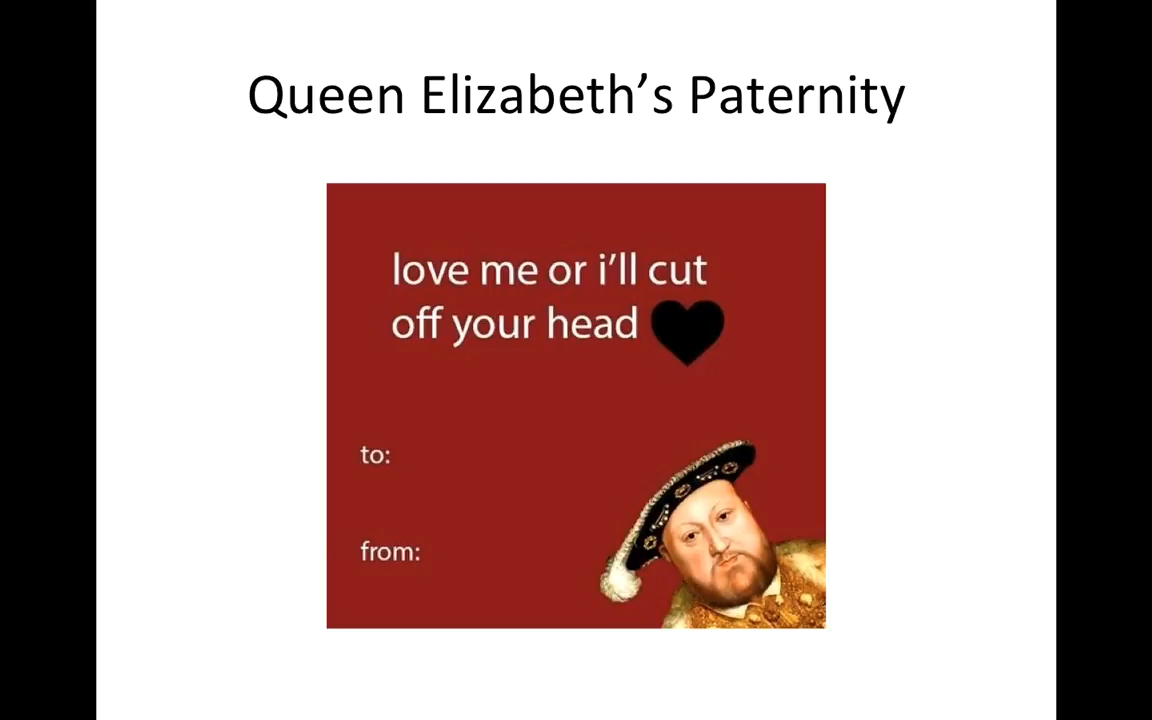 Queen Elizabeth’s Paternity
love me or i’ll cut
off your head
to:
from: